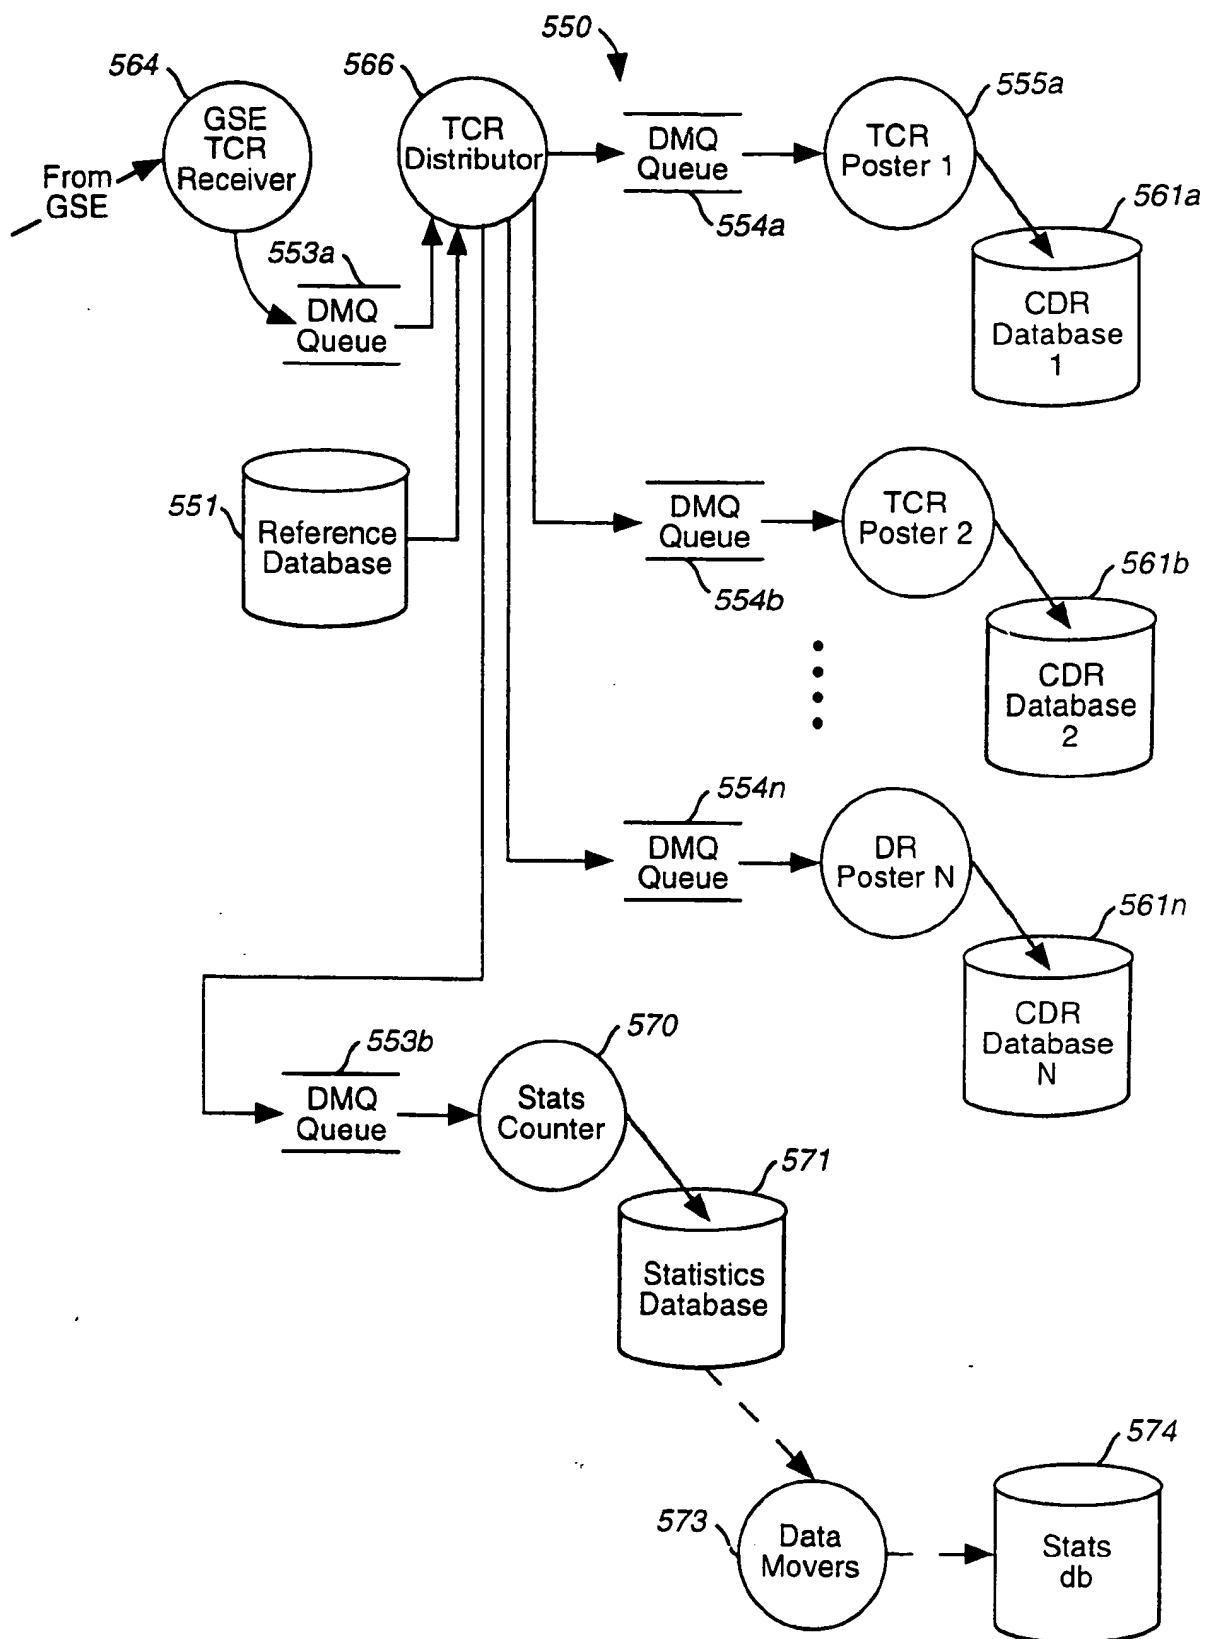 550
564
GSE
TCR
Receiver
From
GSE
566
TCR
Distributor
DMQ
Queue
554a
TCR
Poster 1
555a
561a
CDR
Database
1
553a
DMQ
Queue
551
Reference
Database
DMQ
Queue
554b
TCR
Poster 2
561b
CDR
Database
2
554n
DMQ
Queue
DR
Poster N
561n
CDR
Database
N
553b
DMQ
Queue
570
Stats
Counter
571
Statistics
Database
573
Data
Movers
574
Stats
db